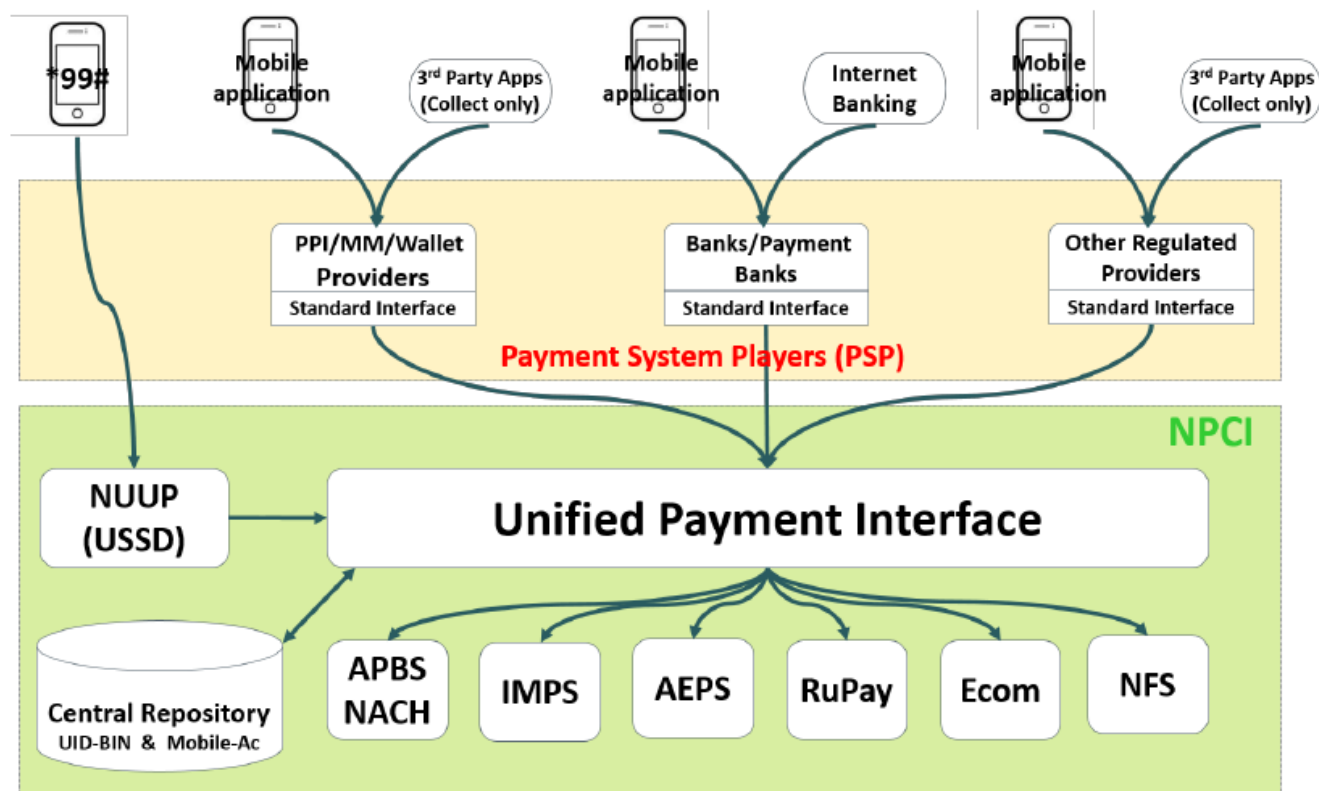 *99#
Mobile
application
3rd Party Apps
(Collect only)
Mobile
application
Internet
Banking
Mobile
application
3rd Party Apps
(Collect only)
PPI/MM/Wallet
Providers
Standard Interface
Banks/Payment
Banks
Standard Interface
Other Regulated
Providers
Standard Interface
Payment System Players (PSP)
NPCI
NUUP
(USSD)
Unified Payment Interface
Central Repository
UID-BIN & Mobile-Ac
APBS
NACH
IMPS
AEPS
RuPay
Ecom
NFS